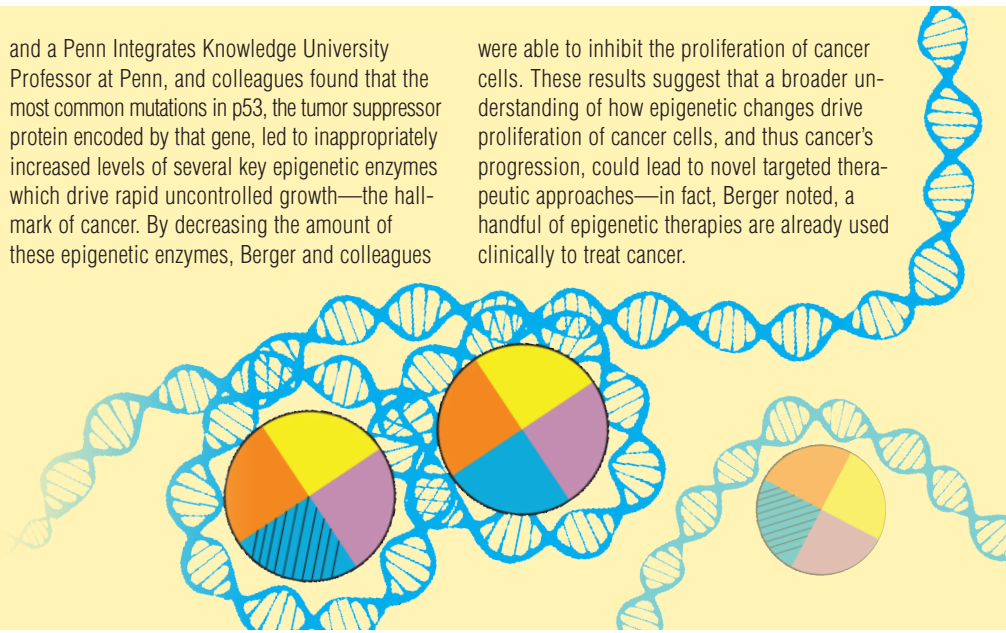 and a Penn Integrates Knowledge University
Professor at Penn, and colleagues found that the
most common mutations in p53, the tumor suppressor
protein encoded by that gene, led to inappropriately
increased levels of several key epigenetic enzymes
which drive rapid uncontrolled growth—the hall-
mark of cancer. By decreasing the amount of
these epigenetic enzymes, Berger and colleagues
were able to inhibit the proliferation of cancer
cells. These results suggest that a broader un-
derstanding of how epigenetic changes drive
proliferation of cancer cells, and thus cancer’s
progression, could lead to novel targeted thera-
peutic approaches—in fact, Berger noted, a
handful of epigenetic therapies are already used
clinically to treat cancer.